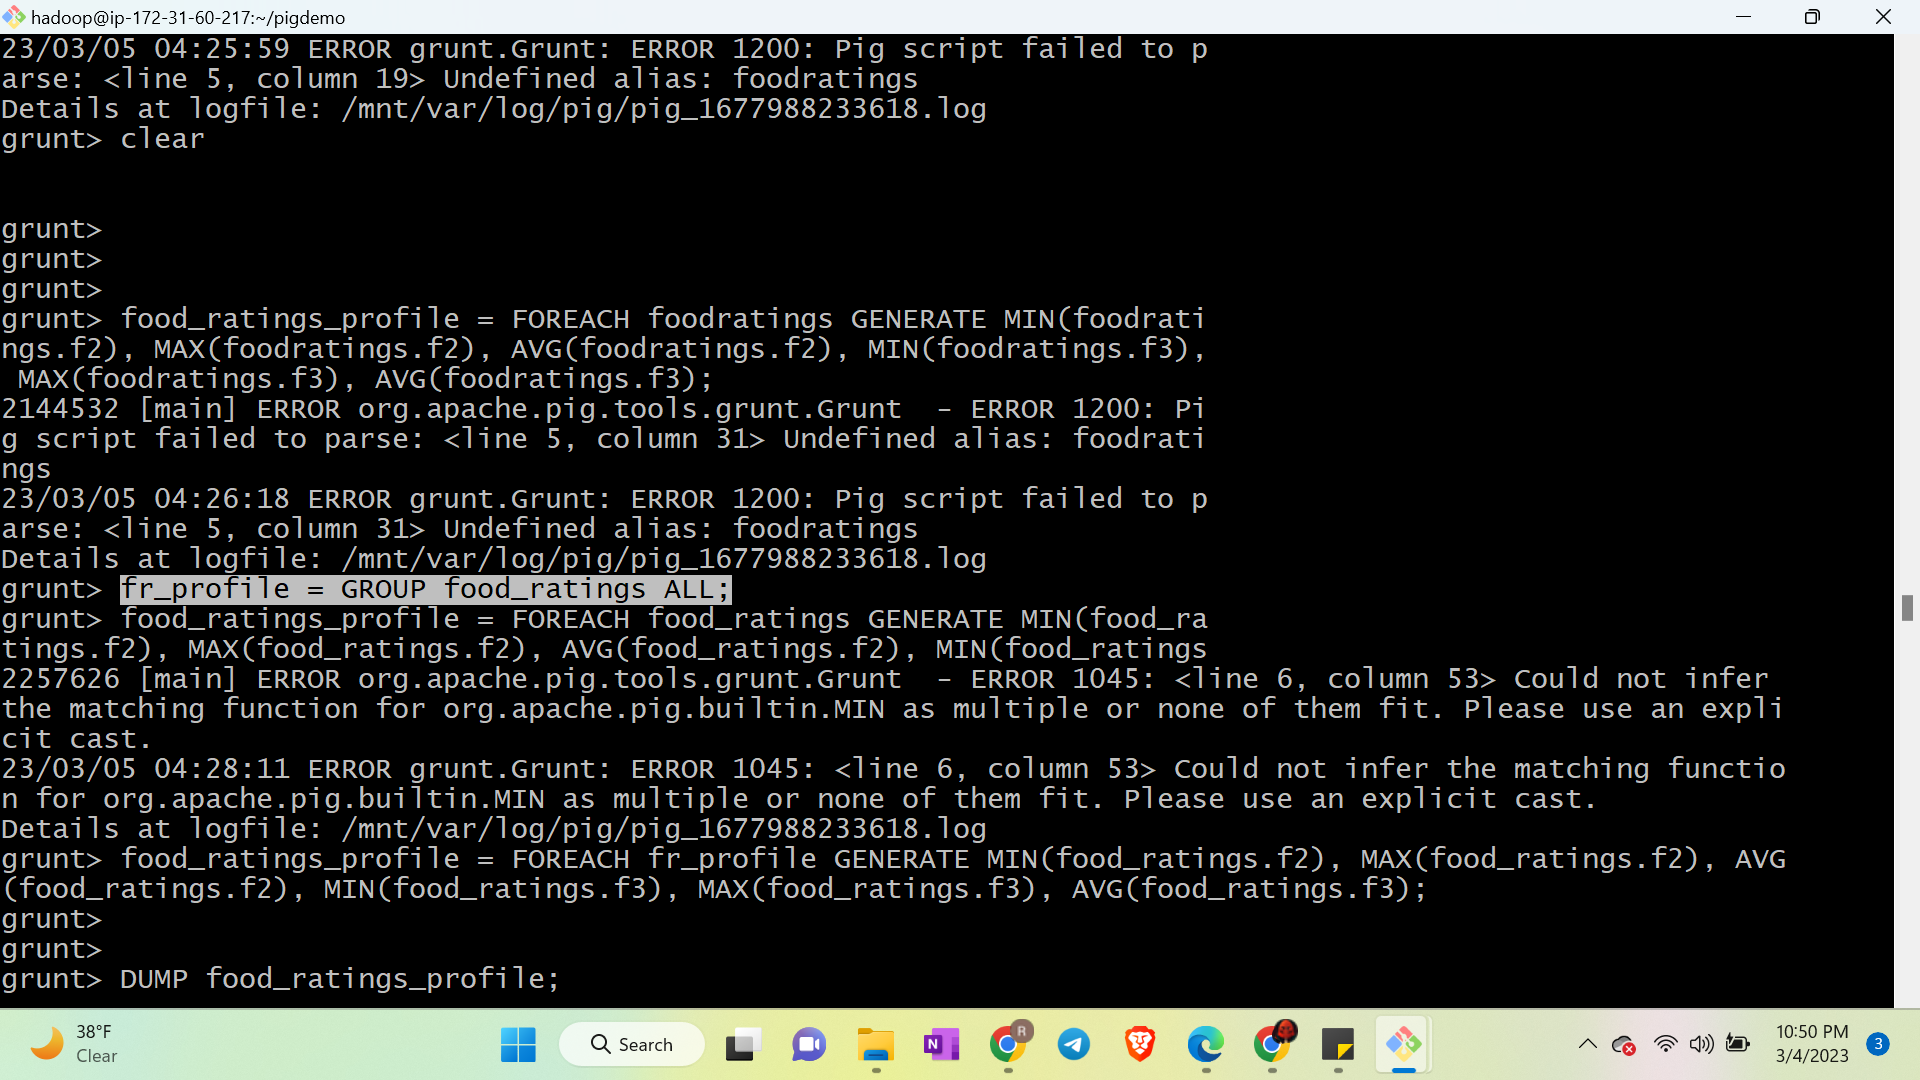 hadoop@ip-172-31-60-217:~/pigdemo
23/03/05 04:25:59 ERROR grunt.Grunt: ERROR 1200: Pig script failed to p
arse: <line 5, column 19> Undefined alias: foodratings
Details at logfile: /mnt/var/log/pig/pig_1677988233618.log
grunt> clear
grunt>
grunt>
grunt>
grunt> food_ratings_profile = FOREACH foodratings GENERATE MIN(foodrati
ngs.f2), MAX(foodratings.f2), AVG(foodratings.f2), MIN(foodratings.f3),
 MAX(foodratings.f3), AVG(foodratings.f3);
2144532 [main] ERROR org.apache.pig.tools.grunt.Grunt  - ERROR 1200: Pi
g script failed to parse: <line 5, column 31> Undefined alias: foodrati
ngs
23/03/05 04:26:18 ERROR grunt.Grunt: ERROR 1200: Pig script failed to p
arse: <line 5, column 31> Undefined alias: foodratings
Details at logfile: /mnt/var/log/pig/pig_1677988233618.log
grunt> fr_profile = GROUP food_ratings ALL;
grunt> food_ratings_profile = FOREACH food_ratings GENERATE MIN(food_ra
tings.f2), MAX(food_ratings.f2), AVG(food_ratings.f2), MIN(food_ratings
2257626 [main] ERROR org.apache.pig.tools.grunt.Grunt  - ERROR 1045: <line 6, column 53> Could not infer
the matching function for org.apache.pig.builtin.MIN as multiple or none of them fit. Please use an expli
cit cast.
23/03/05 04:28:11 ERROR grunt.Grunt: ERROR 1045: <line 6, column 53> Could not infer the matching functio
n for org.apache.pig.builtin.MIN as multiple or none of them fit. Please use an explicit cast.
Details at logfile: /mnt/var/log/pig/pig_1677988233618.log
grunt> food_ratings_profile = FOREACH fr_profile GENERATE MIN(food_ratings.f2), MAX(food_ratings.f2), AVG
(food_ratings.f2), MIN(food_ratings.f3), MAX(food_ratings.f3), AVG(food_ratings.f3);
grunt>
grunt>
grunt> DUMP food_ratings_profile;
38°F
Clear
Search
N
R
10:50 PM
3/4/2023
3